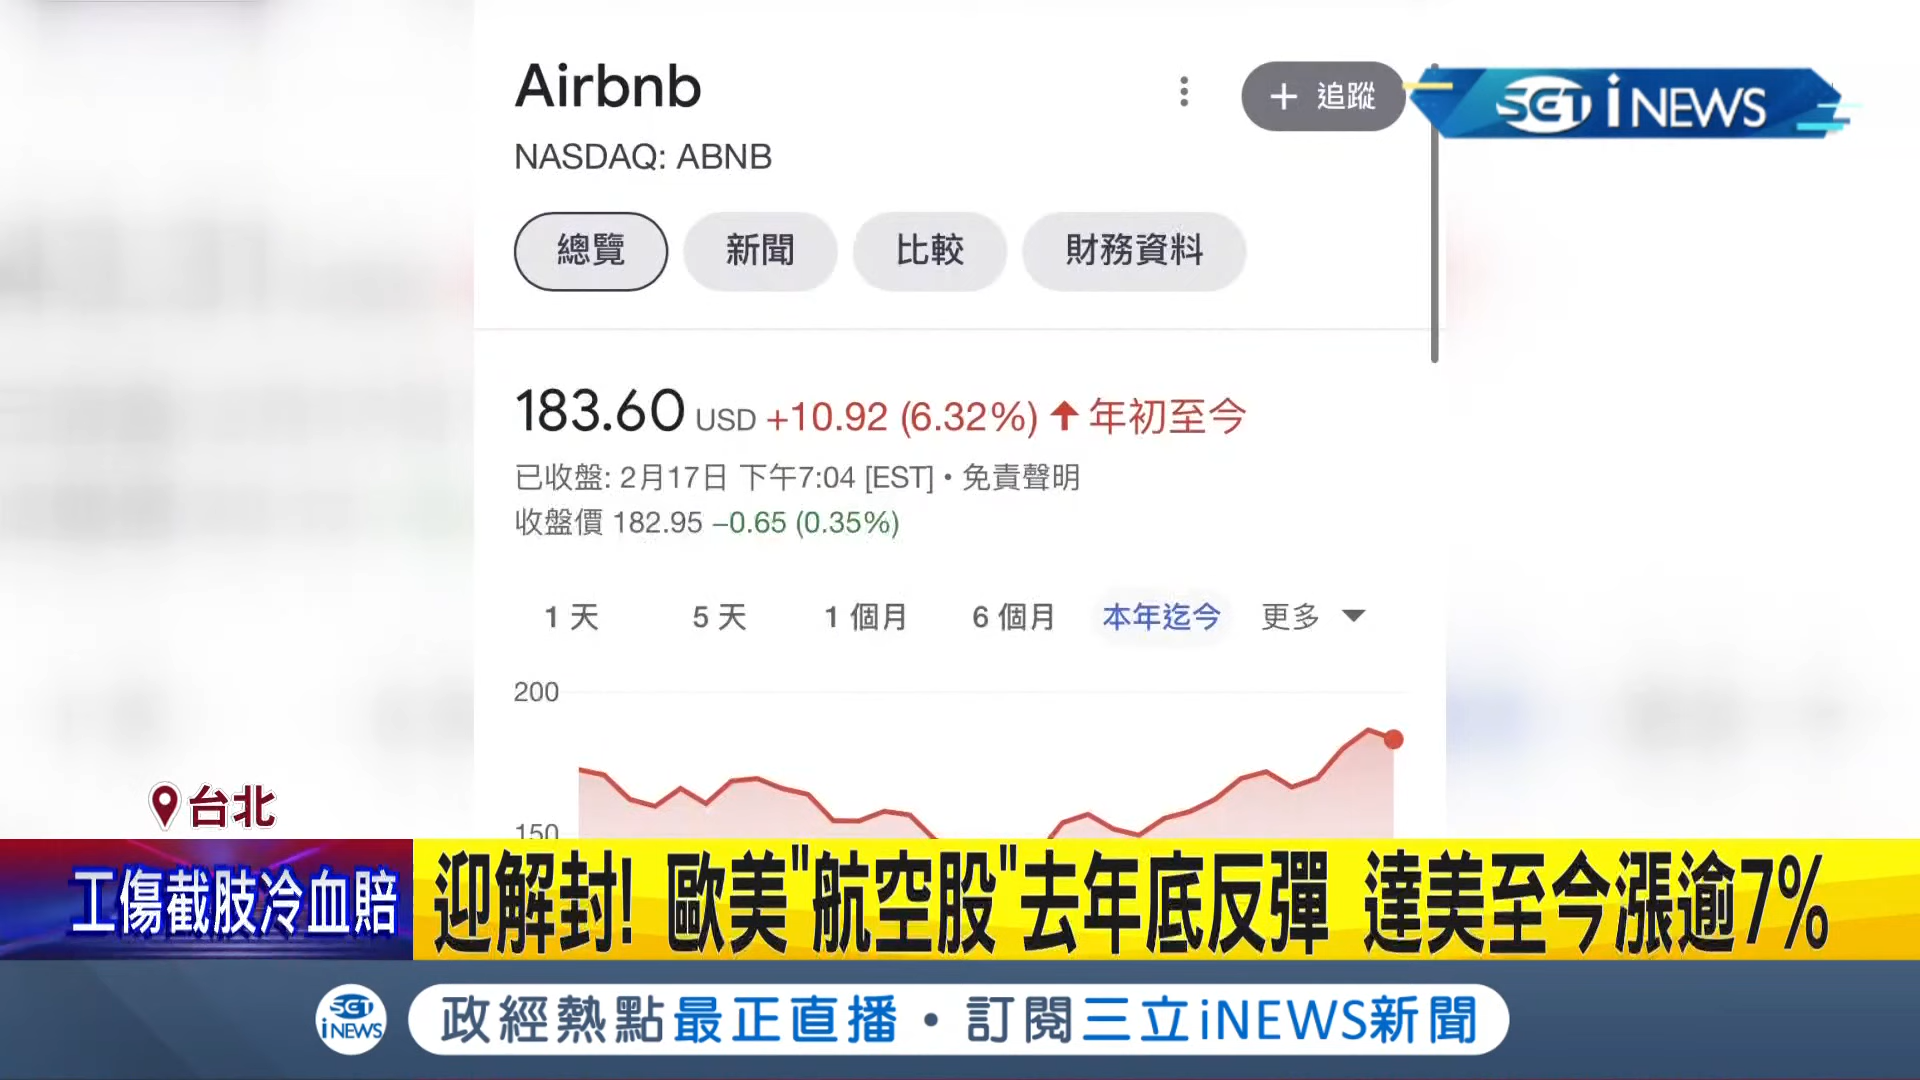 Airbnb
+ 追蹤
SET iNEWS
NASDAQ: ABNB
總覽 新聞 比較 財務資料
183.60 USD +10.92 (6.32%) ↑ 年初至今
已收盤: 2月17日 下午7:04 [EST] • 免責聲明
收盤價 182.95 −0.65 (0.35%)
1 天 5 天 1 個月 6 個月 本年迄今 更多
200
150
台北
工傷截肢冷血賠
迎解封! 歐美"航空股"去年底反彈 達美至今漲逾7%
SET iNEWS
政經熱點最正直播・訂閱三立iNEWS新聞